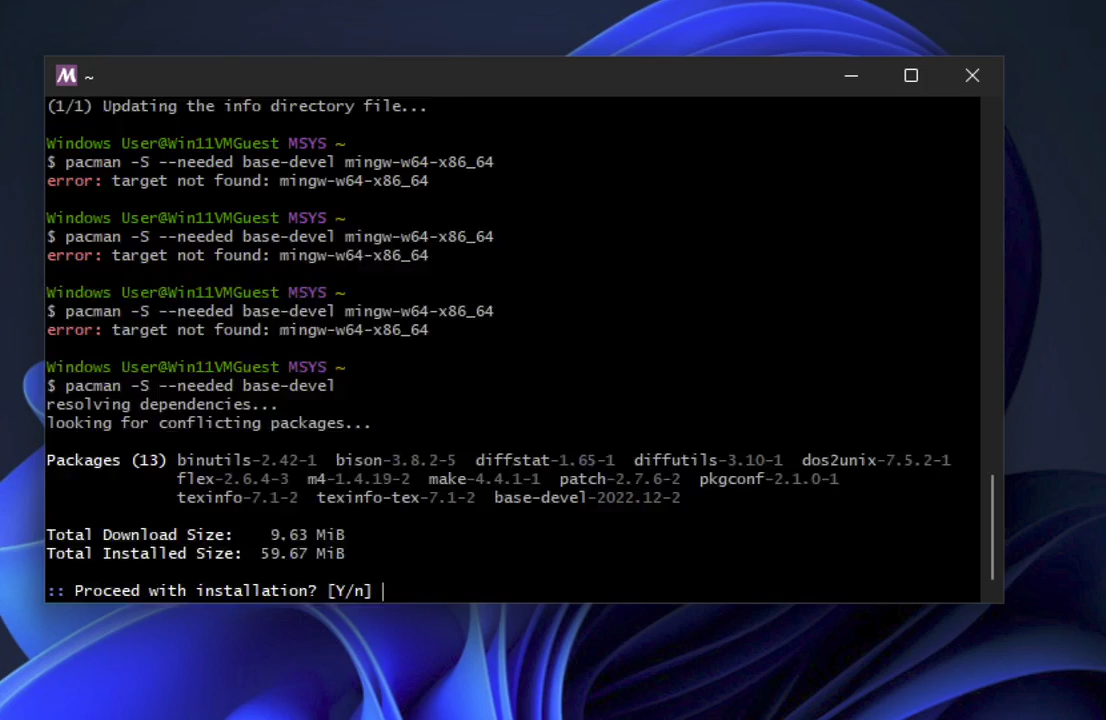 M ~
(1/1) Updating the info directory file...
Windows User@Win11VMGuest MSYS ~
$ pacman -S --needed base-devel mingw-w64-x86_64
error: target not found: mingw-w64-x86_64
Windows User@Win11VMGuest MSYS ~
$ pacman -S --needed base-devel mingw-w64-x86_64
error: target not found: mingw-w64-x86_64
Windows User@Win11VMGuest MSYS ~
$ pacman -S --needed base-devel mingw-w64-x86_64
error: target not found: mingw-w64-x86_64
Windows User@Win11VMGuest MSYS ~
$ pacman -S --needed base-devel
resolving dependencies...
looking for conflicting packages...
Packages (13) binutils-2.42-1  bison-3.8.2-5  diffstat-1.65-1  diffutils-3.10-1  dos2unix-7.5.2-1
flex-2.6.4-3  m4-1.4.19-2  make-4.4.1-1  patch-2.7.6-2  pkgconf-2.1.0-1
texinfo-7.1-2  texinfo-tex-7.1-2  base-devel-2022.12-2
Total Download Size:    9.63 MiB
Total Installed Size:  59.67 MiB
:: Proceed with installation? [Y/n]